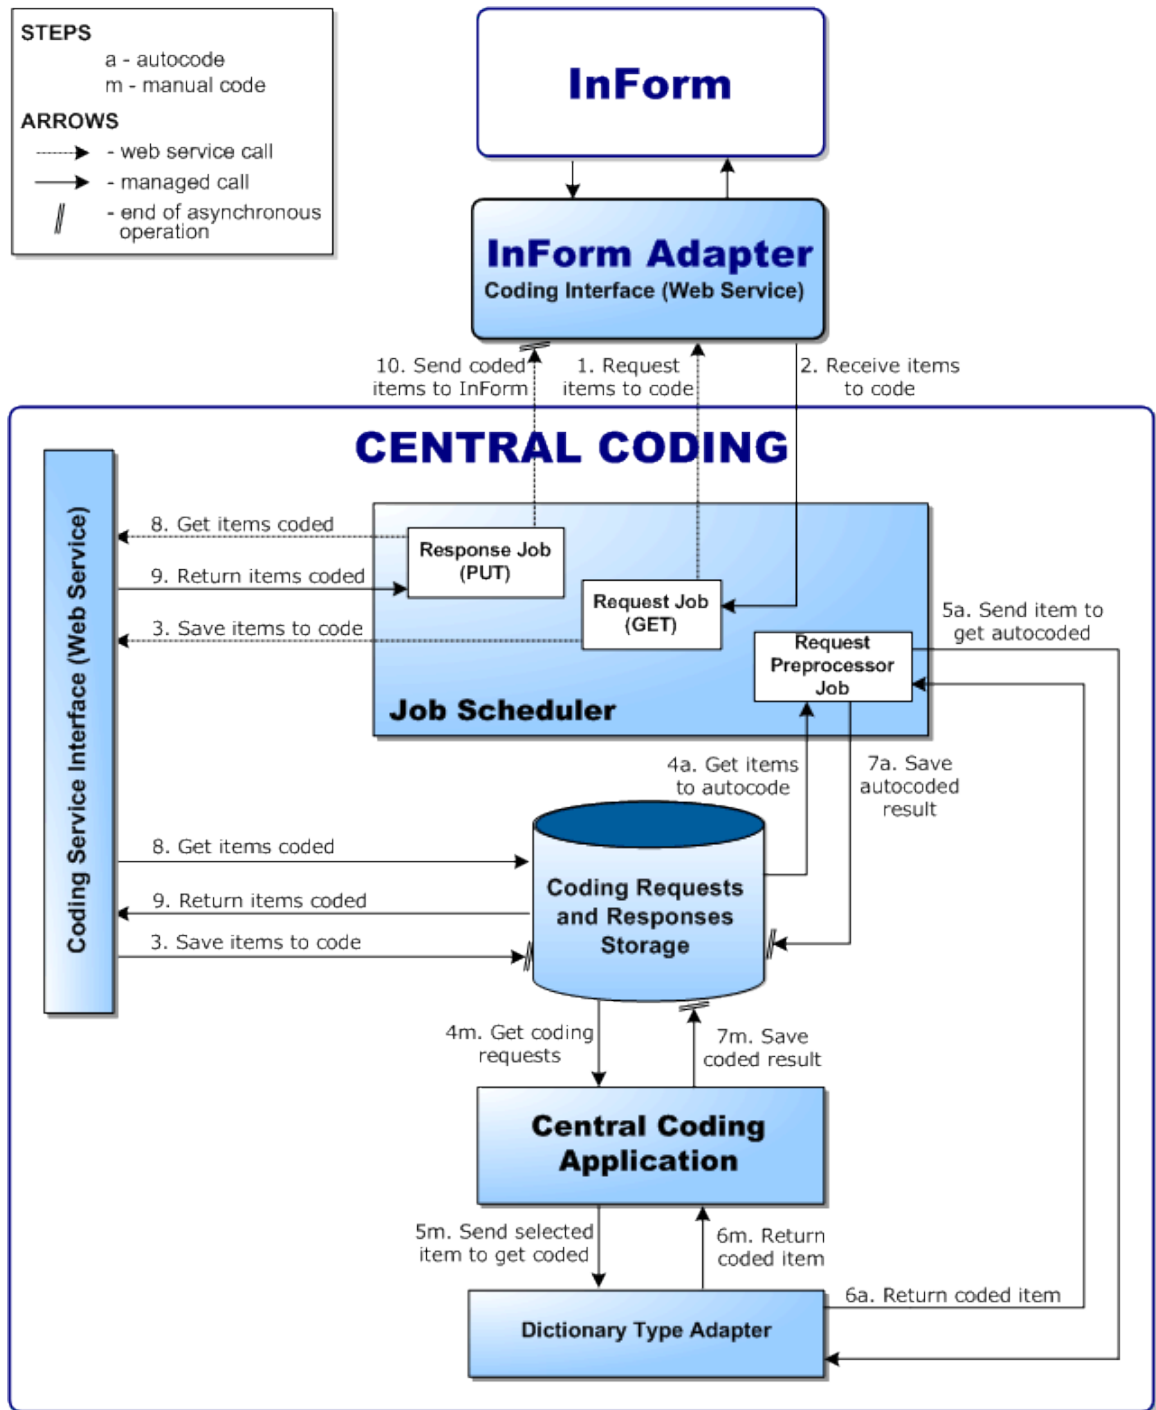 STEPS
a - autocode
m - manual code
ARROWS
- web service call
- managed call
- end of asynchronous
operation
InForm
InForm Adapter
Coding Interface (Web Service)
10. Send coded
items to InForm
1. Request
items to code
2. Receive items
to code
CENTRAL CODING
Coding Service Interface (Web Service)
8. Get items coded
9. Return items coded
3. Save items to code
Response Job
(PUT)
Request Job
(GET)
Request
Preprocessor
Job
Job Scheduler
5a. Send item to
get autocoded
4a. Get items
to autocode
7a. Save
autocoded
result
8. Get items coded
9. Return items coded
3. Save items to code
Coding Requests
and Responses
Storage
4m. Get coding
requests
7m. Save
coded result
Central Coding
Application
5m. Send selected
item to get coded
6m. Return
coded item
6a. Return coded item
Dictionary Type Adapter